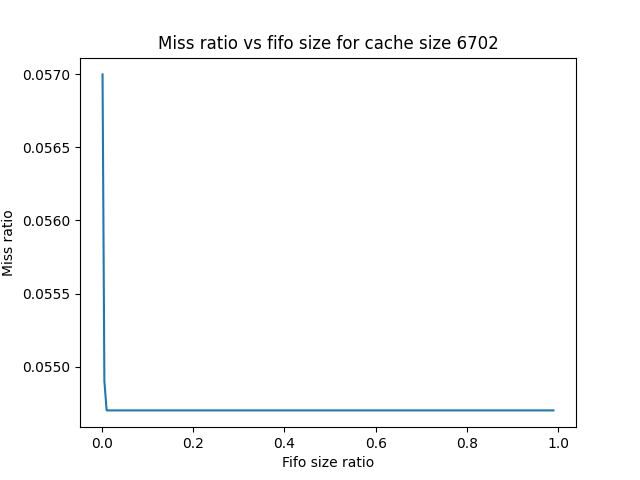 Miss ratio vs fifo size for cache size 6702
0.0570
0.0565
0.0560
0.0555
0.0550
Miss ratio
0.0 0.2 0.4 0.6 0.8 1.0
Fifo size ratio